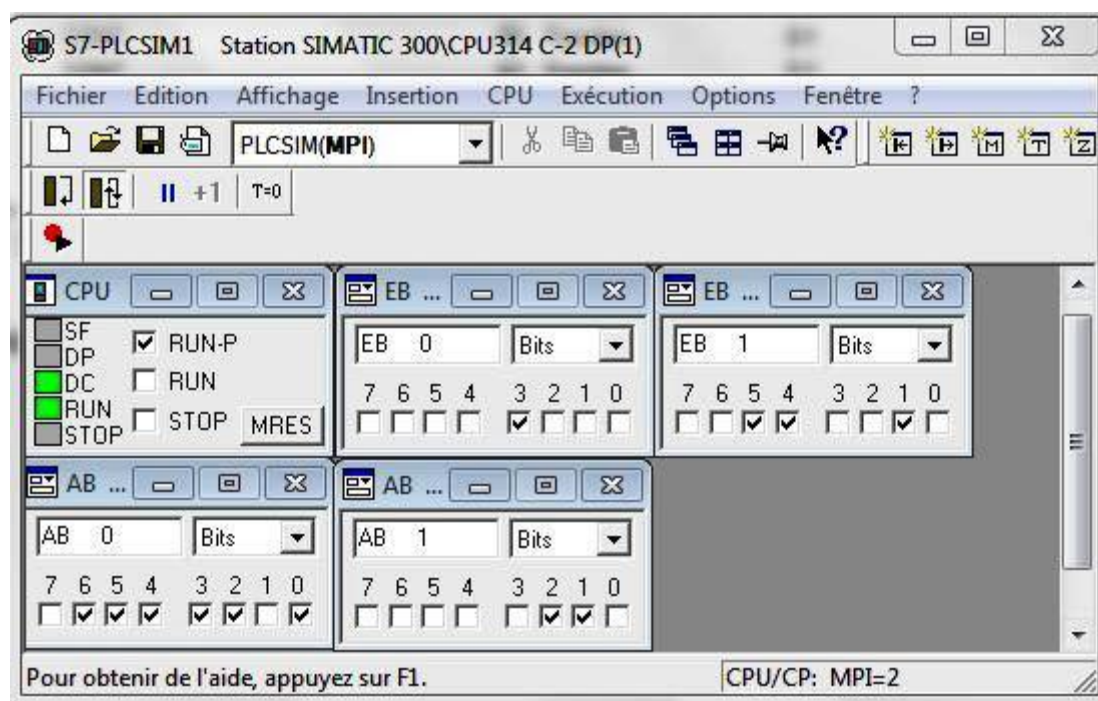 S7-PLCSIM1 Station SIMATIC 300\CPU314 C-2 DP(1)
Fichier Edition Affichage Insertion CPU Exécution Options Fenêtre ?
PLCSIM(MPI)
+1 T=0
CPU
SF
DP
DC
RUN
STOP
RUN-P
RUN
STOP MRES
EB ...
EB 0 Bits
7 6 5 4 3 2 1 0
EB ...
EB 1 Bits
7 6 5 4 3 2 1 0
AB ...
AB 0 Bits
7 6 5 4 3 2 1 0
AB ...
AB 1 Bits
7 6 5 4 3 2 1 0
Pour obtenir de l'aide, appuyez sur F1. CPU/CP: MPI=2